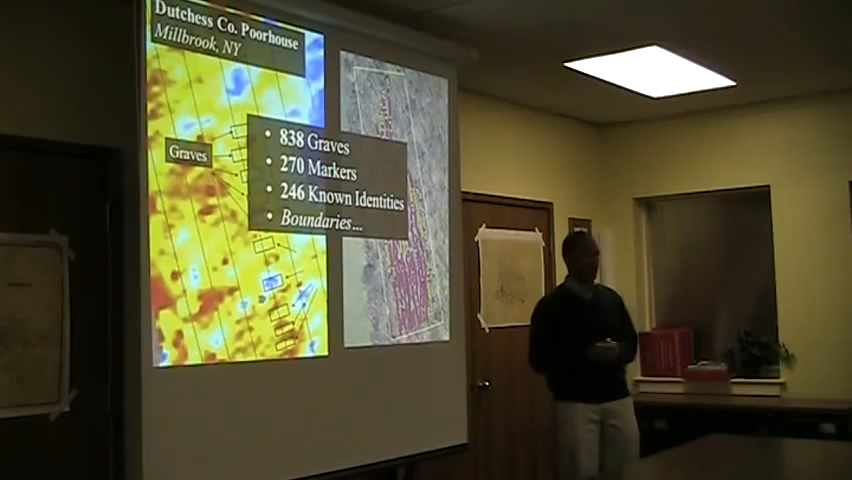 Dutchess Co. Poorhouse
Millbrook, NY
Graves
• 838 Graves
• 270 Markers
• 246 Known Identities
• Boundaries...